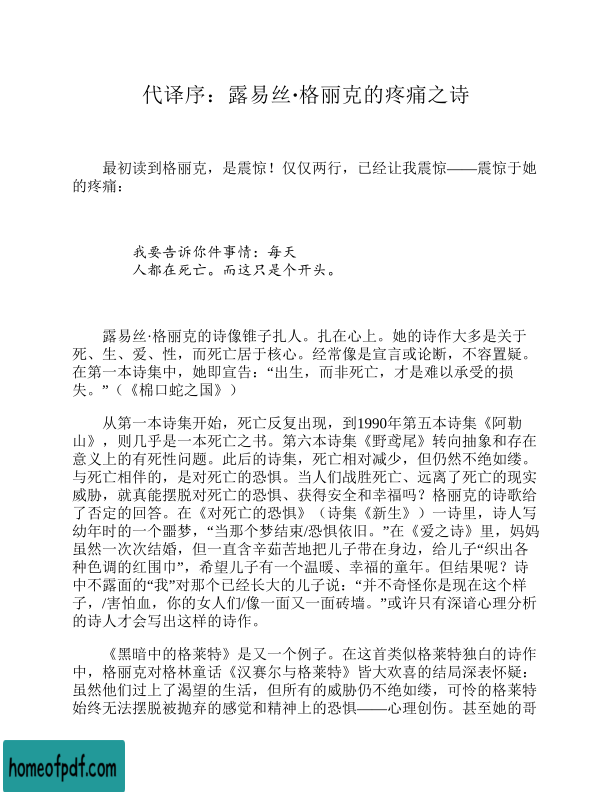 代译序：露易丝·格丽克的疼痛之诗
最初读到格丽克，是震惊！仅仅两行，已经让我震惊——震惊于她
的疼痛：
我要告诉你件事情：每天
人都在死亡。而这只是个开头。
露易丝·格丽克的诗像锥子扎人。扎在心上。她的诗作大多是关于
死、生、爱、性，而死亡居于核心。经常像是宣言或论断，不容置疑。
在第一本诗集中，她即宣告：“出生，而非死亡，才是难以承受的损
失。”（《棉口蛇之国》）
从第一本诗集开始，死亡反复出现，到1990年第五本诗集《阿勒
山》，则几乎是一本死亡之书。第六本诗集《野鸢尾》转向抽象和存在
意义上的有死性问题。此后的诗集，死亡相对减少，但仍然不绝如缕。
与死亡相伴的，是对死亡的恐惧。当人们战胜死亡、远离了死亡的现实
威胁，就真能摆脱对死亡的恐惧、获得安全和幸福吗？格丽克的诗歌给
了否定的回答。在《对死亡的恐惧》（诗集《新生》）一诗里，诗人写
幼年时的一个噩梦，“当那个梦结束/恐惧依旧。”在《爱之诗》里，妈妈
虽然一次次结婚，但一直含辛茹苦地把儿子带在身边，给儿子“织出各
种色调的红围巾”，希望儿子有一个温暖、幸福的童年。但结果呢？诗
中不露面的“我”对那个已经长大的儿子说：“并不奇怪你是现在这个样
子，/害怕血，你的女人们/像一面又一面砖墙。”或许只有深谙心理分析
的诗人才会写出这样的诗作。
《黑暗中的格莱特》是又一个例子。在这首类似格莱特独白的诗作
中，格丽克对格林童话《汉赛尔与格莱特》皆大欢喜的结局深表怀疑：
虽然他们过上了渴望的生活，但所有的威胁仍不绝如缕，可怜的格莱特
始终无法摆脱被抛弃的感觉和精神上的恐惧——心理创伤。甚至她的哥
homeofpdf.com